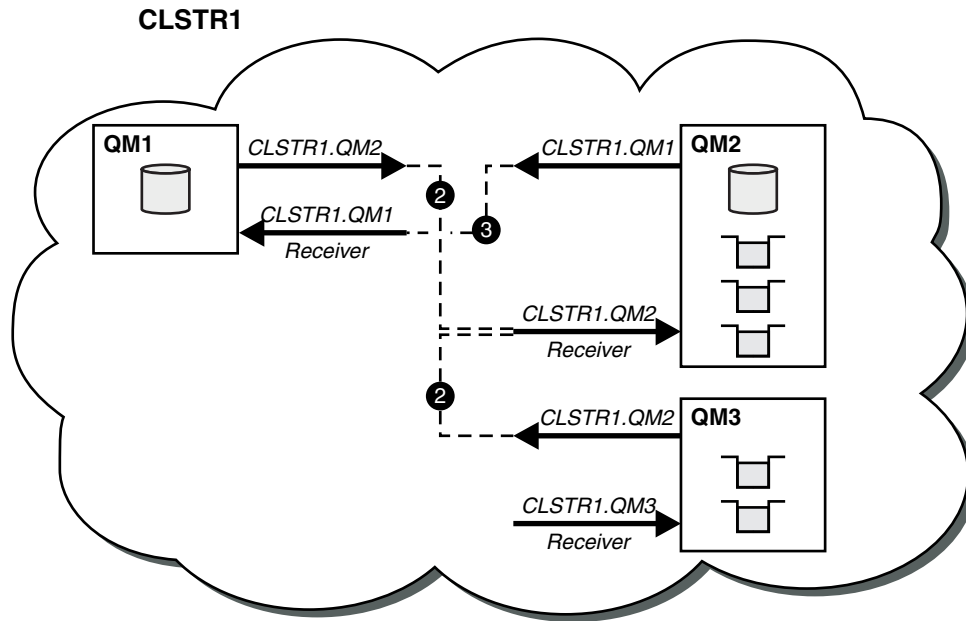 CLSTR1
QM1
CLSTR1.QM2
CLSTR1.QM1
QM2
2
CLSTR1.QM1
3
Receiver
CLSTR1.QM2
Receiver
2
CLSTR1.QM2
QM3
CLSTR1.QM3
Receiver